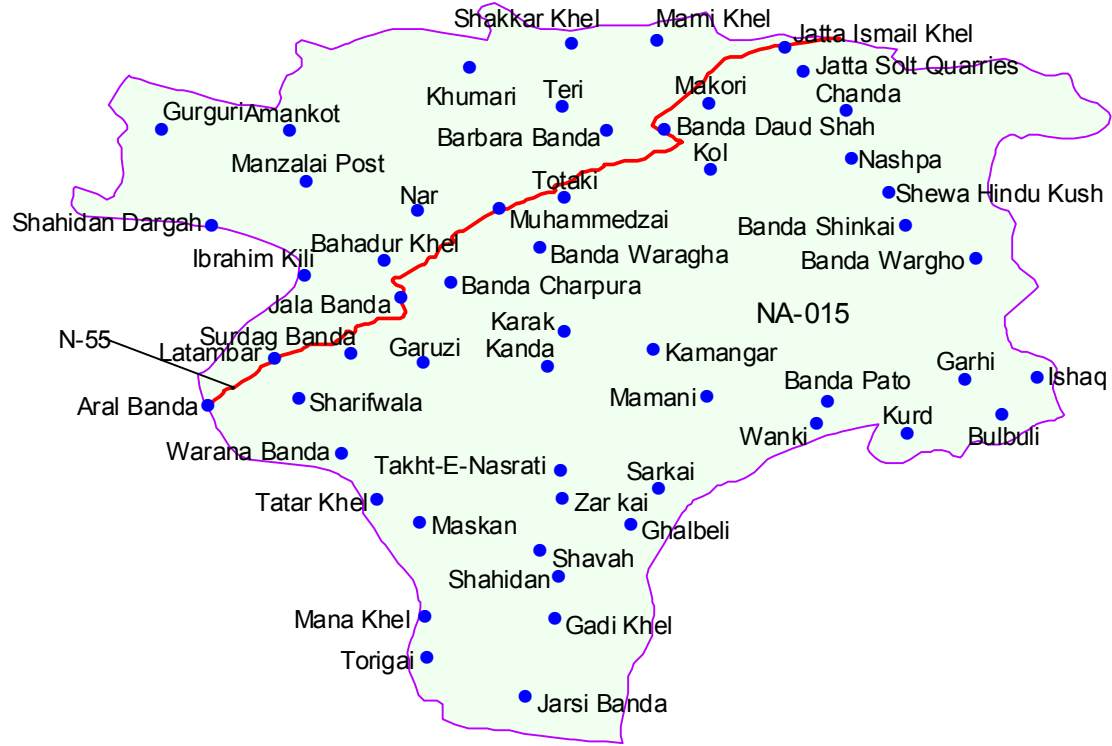 Shakkar Khel
Mami Khel
Jatta Ismail Khel
Jatta Solt Quarries
Khumari
Teri
Makori
Chanda
Gurguri
Amankot
Barbara Banda
Banda Daud Shah
Manzalai Post
Kol
Nashpa
Nar
Totaki
Shewa Hindu Kush
Shahidan Dargah
Muhammedzai
Banda Shinkai
Ibrahim Kili
Bahadur Khel
Banda Waragha
Banda Wargho
Jala Banda
Banda Charpura
NA-015
N-55
Surdag Banda
Karak
Latambar
Garuzi
Kanda
Kamangar
Garhi
Ishaq
Aral Banda
Sharifwala
Mamani
Banda Pato
Wanki
Kurd
Bulbuli
Warana Banda
Takht-E-Nasrati
Sarkai
Tatar Khel
Zar kai
Maskan
Ghalbeli
Shavah
Shahidan
Mana Khel
Gadi Khel
Torigai
Jarsi Banda